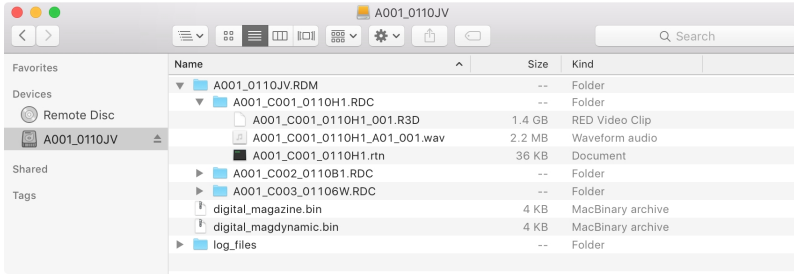 A001_0110JV
Search
Favorites
Devices
Remote Disc
A001_0110JV
Shared
Tags
Name Size Kind
A001_0110JV.RDM -- Folder
A001_C001_0110H1.RDC -- Folder
A001_C001_0110H1_001.R3D 1.4 GB RED Video Clip
A001_C001_0110H1_A01_001.wav 2.2 MB Waveform audio
A001_C001_0110H1.rtn 36 KB Document
A001_C002_0110B1.RDC -- Folder
A001_C003_01106W.RDC -- Folder
digital_magazine.bin 4 KB MacBinary archive
digital_magdynamic.bin 4 KB MacBinary archive
log_files -- Folder